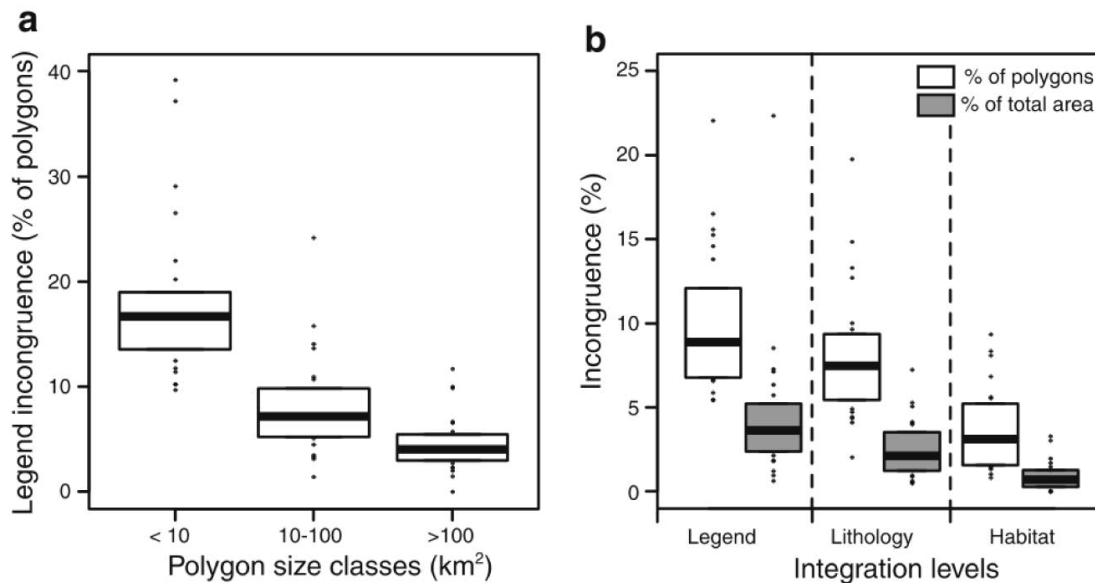 a
Legend incongruence (% of polygons)
40
30
20
10
0
< 10
10-100
>100
Polygon size classes (km²)
b
Incongruence (%)
25
20
15
10
5
0
% of polygons
% of total area
Legend
Lithology
Habitat
Integration levels